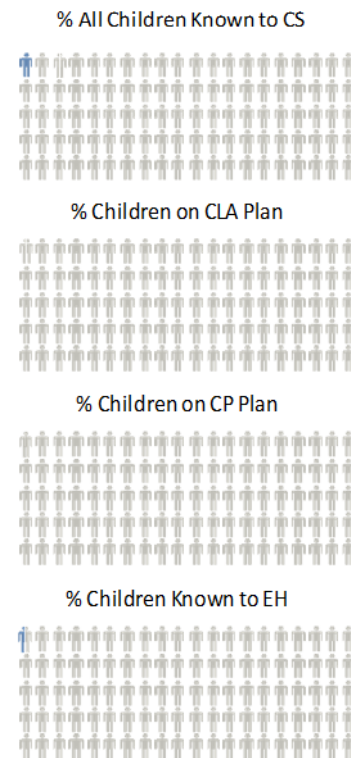 % All Children Known to CS
% Children on CLA Plan
% Children on CP Plan
% Children Known to EH